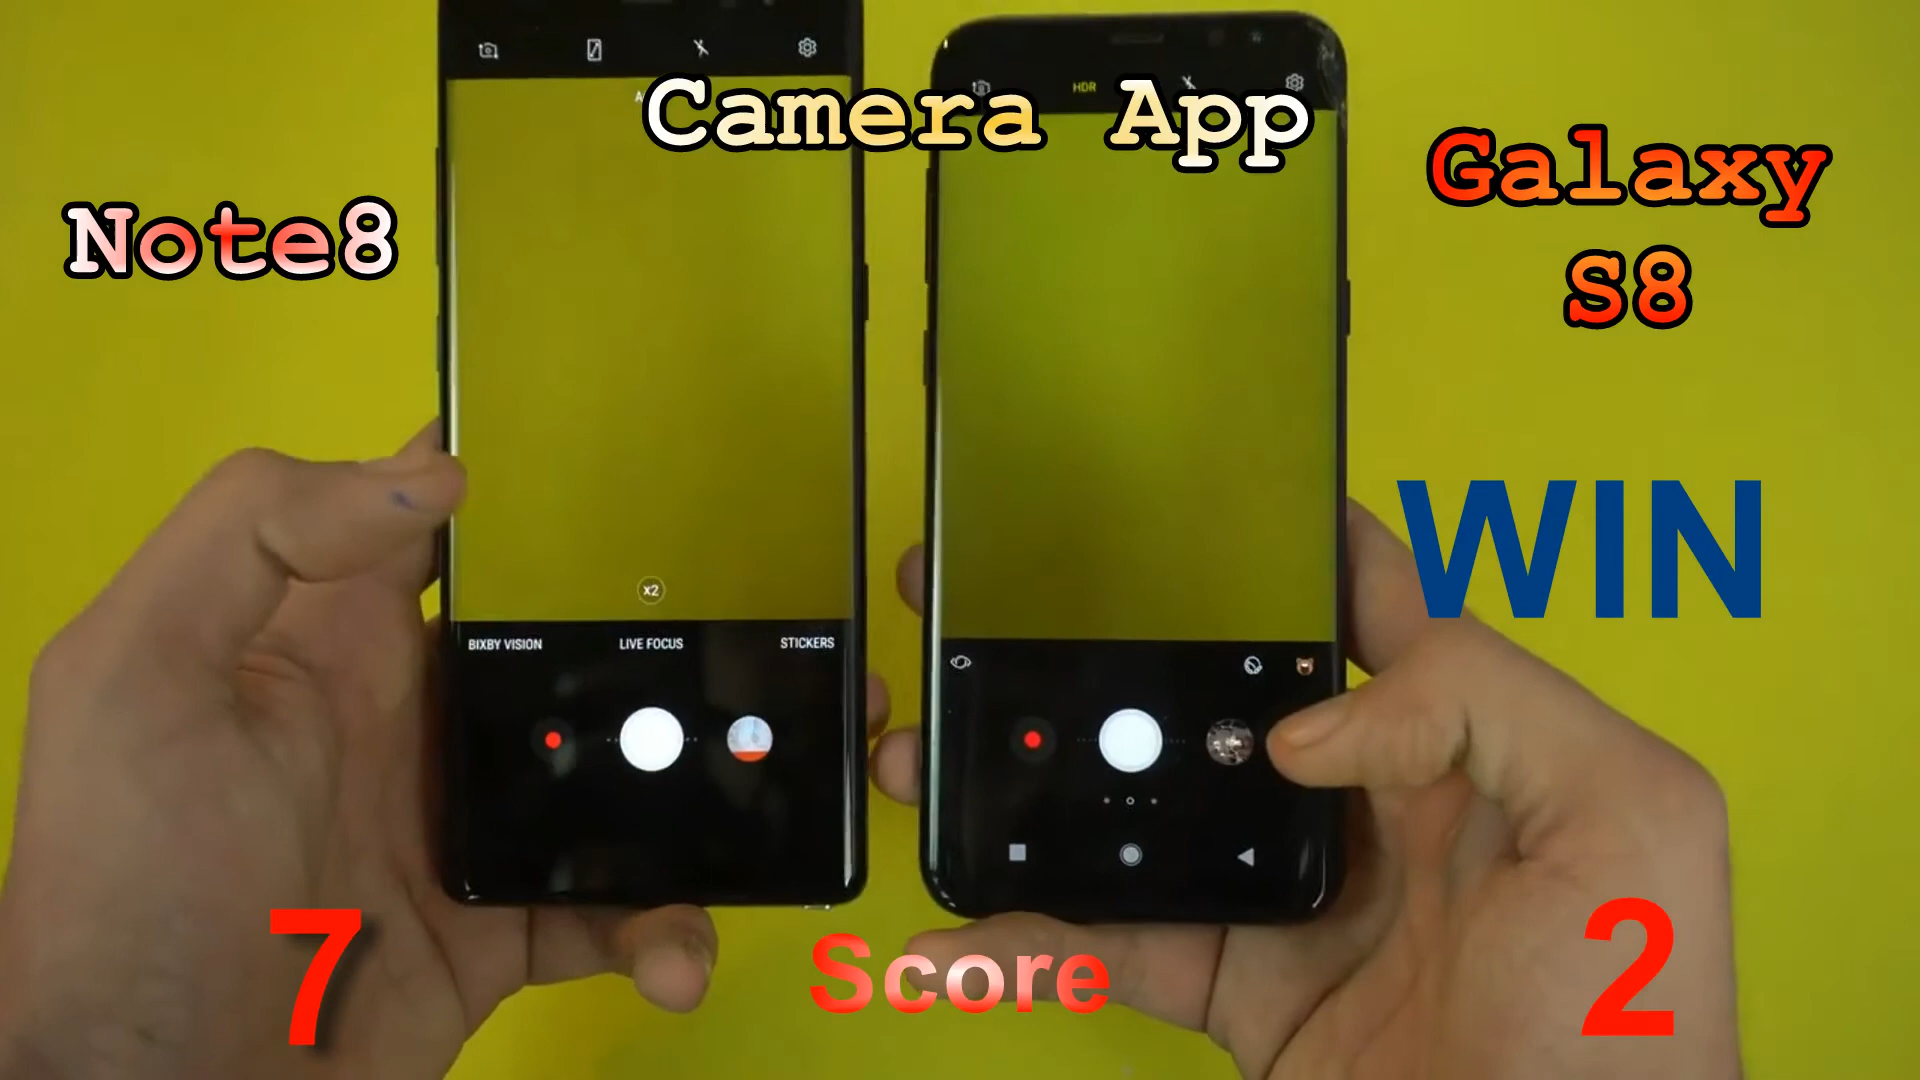 Camera App
HDR
Note8
Galaxy
S8
WIN
x2
BIXBY VISION LIVE FOCUS STICKERS
7
Score
2